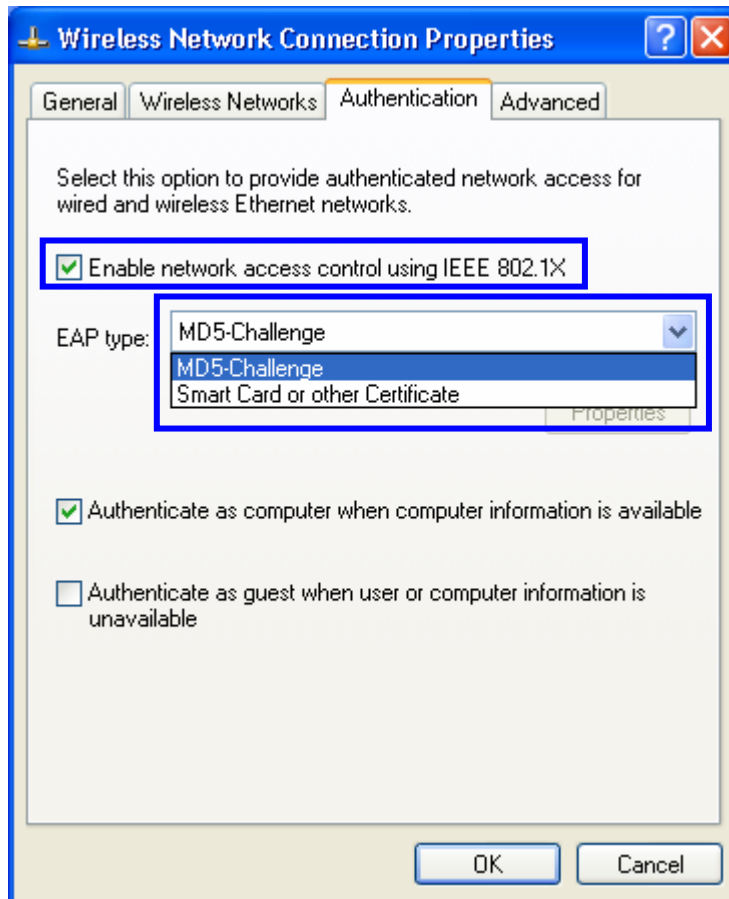 Wireless Network Connection Properties
General Wireless Networks Authentication Advanced
Select this option to provide authenticated network access for
wired and wireless Ethernet networks.
Enable network access control using IEEE 802.1X
EAP type: MD5-Challenge
MD5-Challenge
Smart Card or other Certificate
Properties
Authenticate as computer when computer information is available
Authenticate as guest when user or computer information is
unavailable
OK Cancel